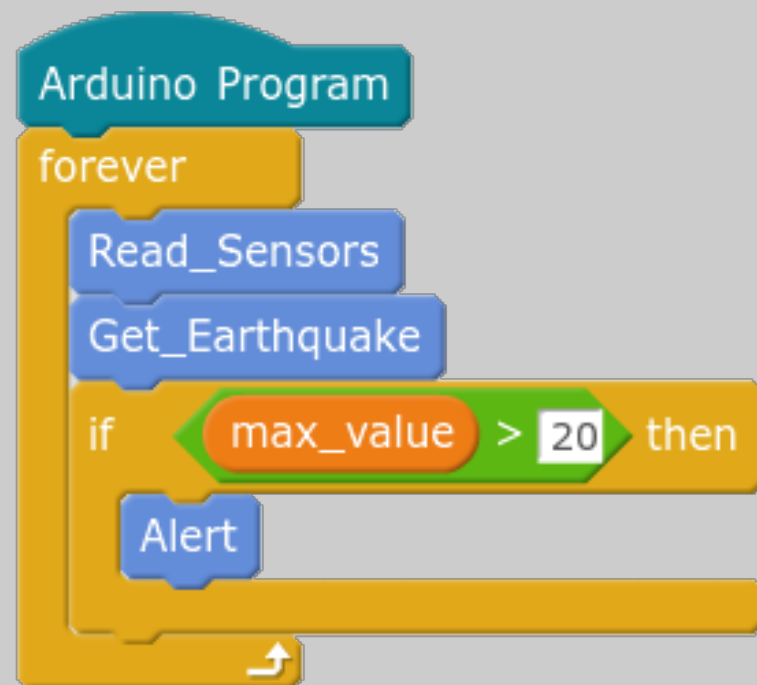 Arduino Program
forever
Read_Sensors
Get_Earthquake
if max_value > 20 then
Alert